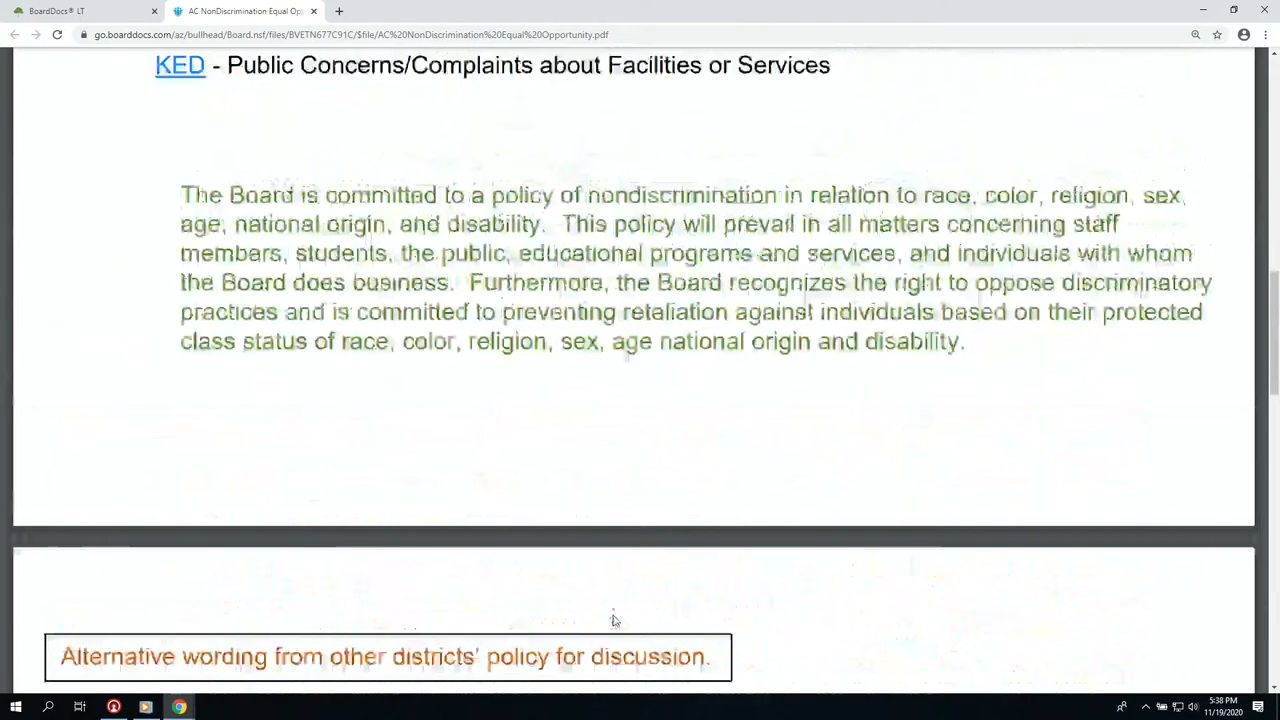 BoardDocs® LT
AC NonDiscrimination Equal Opp
go.boarddocs.com/az/bullhead/Board.nsf/files/BVETN677C91C/$file/AC%20NonDiscrimination%20Equal%20Opportunity.pdf
KED - Public Concerns/Complaints about Facilities or Services
The Board is committed to a policy of nondiscrimination in relation to race, color, religion, sex,
age, national origin, and disability. This policy will prevail in all matters concerning staff
members, students, the public, educational programs and services, and individuals with whom
the Board does business. Furthermore, the Board recognizes the right to oppose discriminatory
practices and is committed to preventing retaliation against individuals based on their protected
class status of race, color, religion, sex, age national origin and disability.
Alternative wording from other districts' policy for discussion.
5:38 PM
11/19/2020